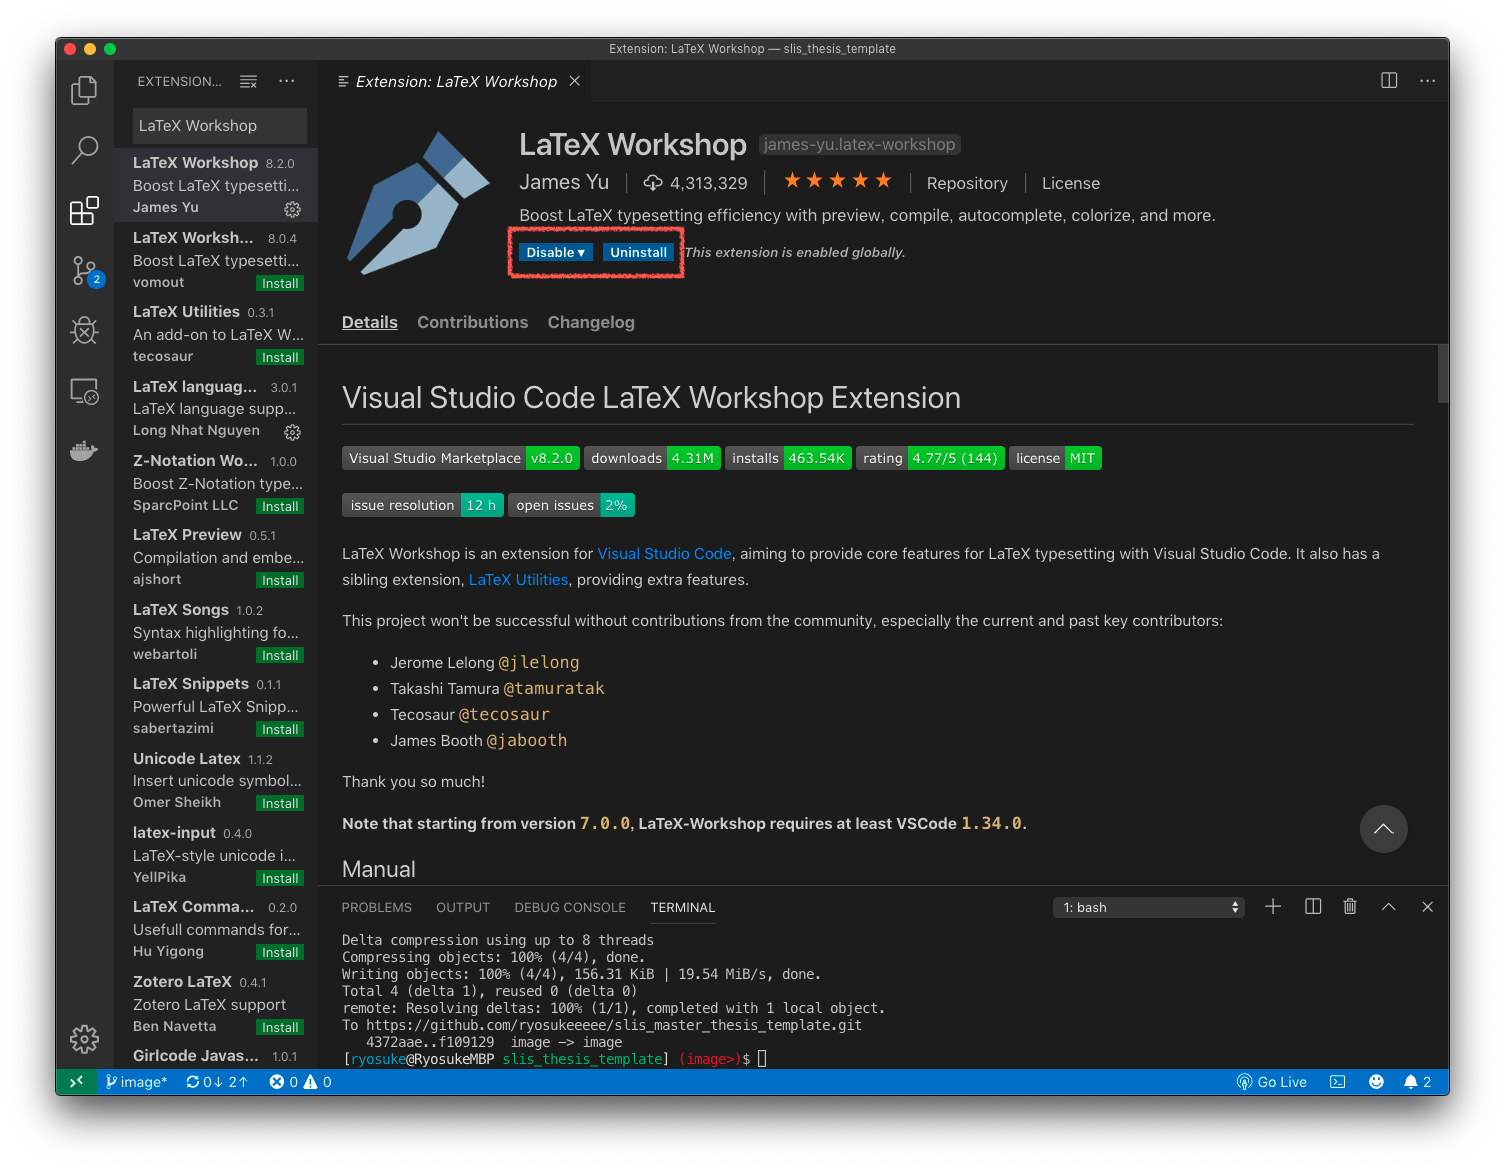 Extension: LaTeX Workshop — slis_thesis_template
EXTENSION...
LaTeX Workshop
LaTeX Workshop 8.2.0
Boost LaTeX typesetti...
James Yu
LaTeX Worksh... 8.0.4
Boost LaTeX typesetti...
vomout Install
LaTeX Utilities 0.3.1
An add-on to LaTeX W...
tecosaur Install
LaTeX languag... 3.0.1
LaTeX language supp...
Long Nhat Nguyen
Z-Notation Wo... 1.0.0
Boost Z-Notation type...
SparcPoint LLC Install
LaTeX Preview 0.5.1
Compilation and embe...
ajshort Install
LaTeX Songs 1.0.2
Syntax highlighting fo...
webartoli Install
LaTeX Snippets 0.1.1
Powerful LaTeX Snipp...
sabertazimi Install
Unicode Latex 1.1.2
Insert unicode symbol...
Omer Sheikh Install
latex-input 0.4.0
LaTeX-style unicode i...
YellPika Install
LaTeX Comma... 0.2.0
Usefull commands for...
Hu Yigong Install
Zotero LaTeX 0.4.1
Zotero LaTeX support
Ben Navetta Install
Girlcode Javas... 1.0.1
2
Extension: LaTeX Workshop
LaTeX Workshop james-yu.latex-workshop
James Yu 4,313,329 ★★★★★ Repository License
Boost LaTeX typesetting efficiency with preview, compile, autocomplete, colorize, and more.
Disable ▾ Uninstall This extension is enabled globally.
Details Contributions Changelog
Visual Studio Code LaTeX Workshop Extension
Visual Studio Marketplace v8.2.0 downloads 4.31M installs 463.54K rating 4.77/5 (144) license MIT
issue resolution 12 h open issues 2%
LaTeX Workshop is an extension for Visual Studio Code, aiming to provide core features for LaTeX typesetting with Visual Studio Code. It also has a
sibling extension, LaTeX Utilities, providing extra features.
This project won't be successful without contributions from the community, especially the current and past key contributors:
• Jerome Lelong @jlelong
• Takashi Tamura @tamuratak
• Tecosaur @tecosaur
• James Booth @jabooth
Thank you so much!
Note that starting from version 7.0.0, LaTeX-Workshop requires at least VSCode 1.34.0.
Manual
PROBLEMS OUTPUT DEBUG CONSOLE TERMINAL 1: bash
Delta compression using up to 8 threads
Compressing objects: 100% (4/4), done.
Writing objects: 100% (4/4), 156.31 KiB | 19.54 MiB/s, done.
Total 4 (delta 1), reused 0 (delta 0)
remote: Resolving deltas: 100% (1/1), completed with 1 local object.
To https://github.com/ryosukeeeee/slis_master_thesis_template.git
4372aae..f109129 image -> image
[ryosuke@RyosukeMBP slis_thesis_template] (image>)$
image* 0↓ 2↑ 0 0 Go Live 2